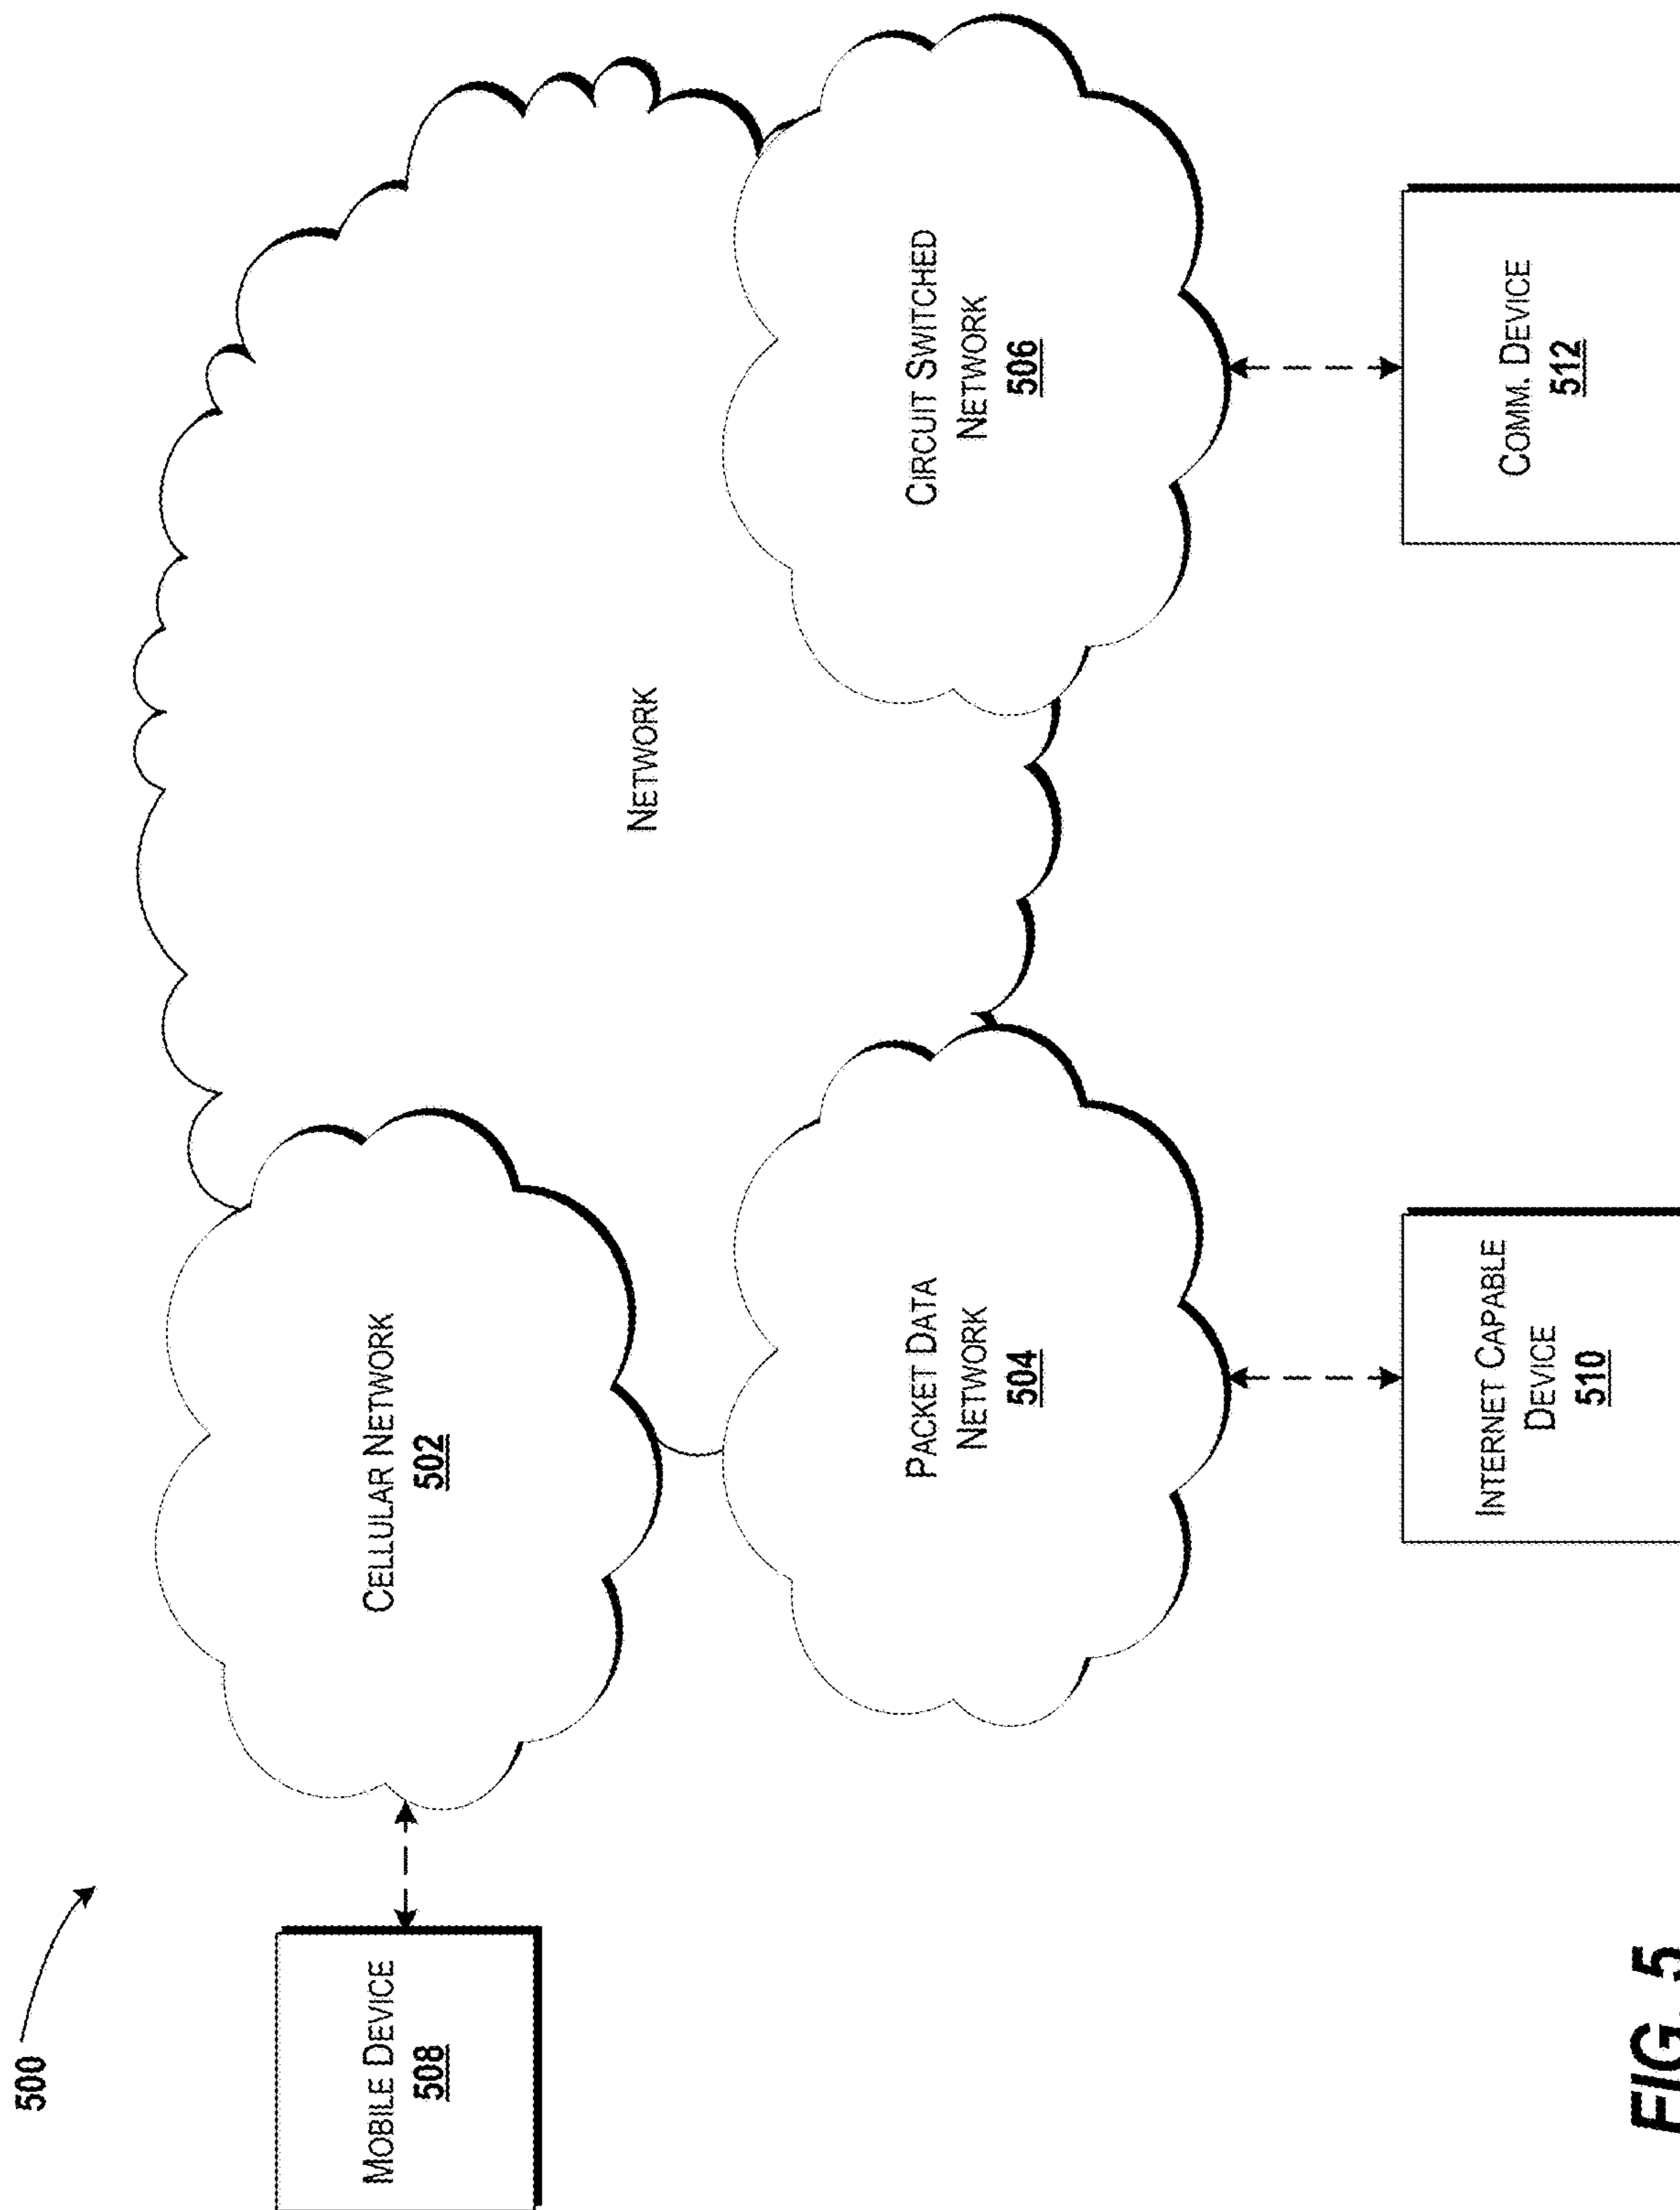 500
MOBILE DEVICE
508
CELLULAR NETWORK
502
NETWORK
PACKET DATA
NETWORK
504
CIRCUIT SWITCHED
NETWORK
506
INTERNET CAPABLE
DEVICE
510
COMM. DEVICE
512
FIG. 5